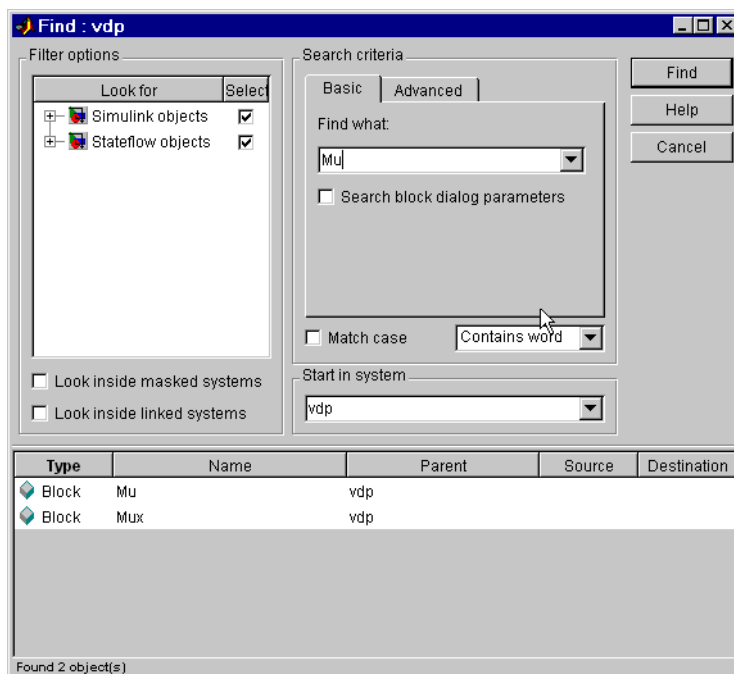 Find : vdp
Filter options
Look for Select
Simulink objects
Stateflow objects
Look inside masked systems
Look inside linked systems
Search criteria
Basic Advanced
Find what:
Mu
Search block dialog parameters
Match case Contains word
Start in system
vdp
Find
Help
Cancel
Type Name Parent Source Destination
Block Mu vdp
Block Mux vdp
Found 2 object(s)